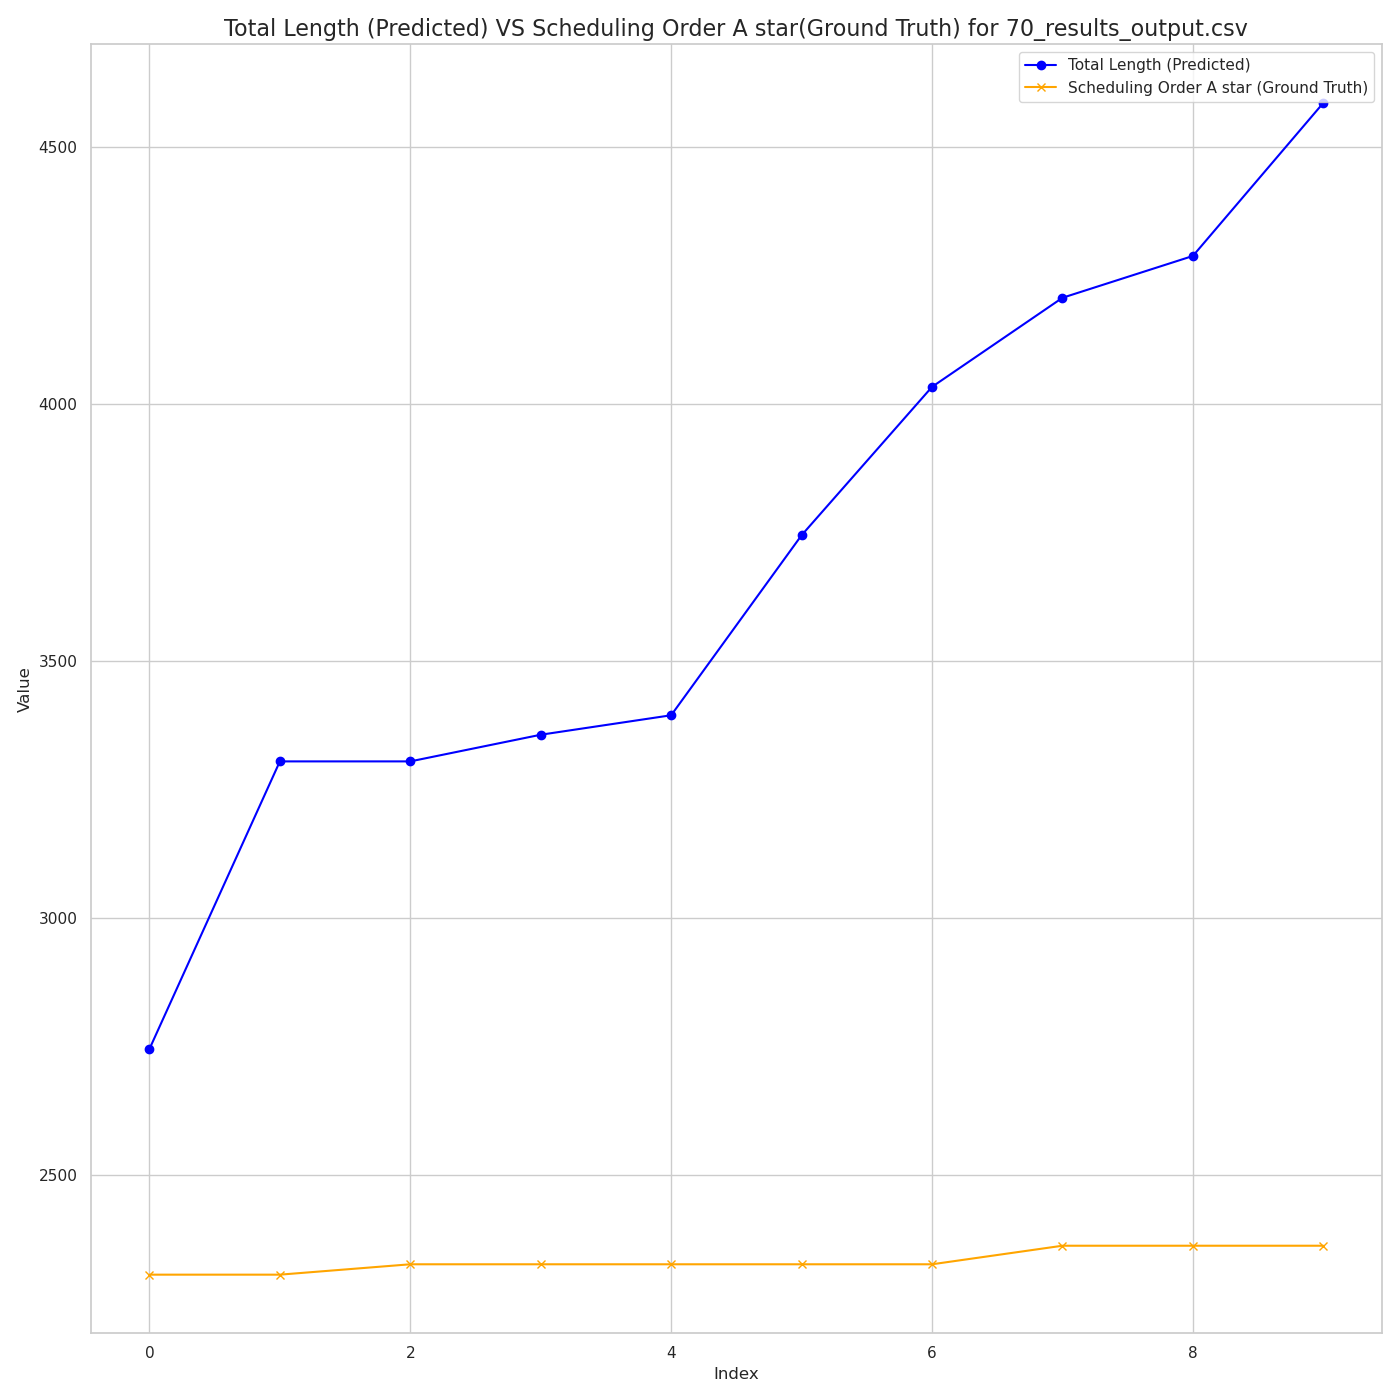 Total Length (Predicted) VS Scheduling Order A star(Ground Truth) for 70_results_output.csv
Total Length (Predicted)
Scheduling Order A star (Ground Truth)
4500
4000
3500
3000
2500
Value
0 2 4 6 8
Index